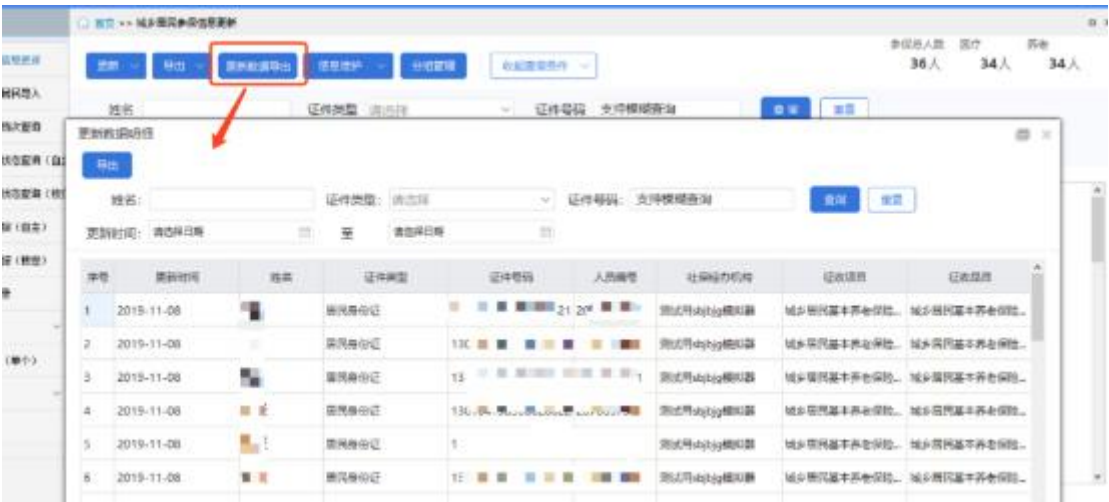 首页 >> 城乡居民参保信息更新
参保总人数 医疗 养老
36人 34人 34人
更新 导出 更新数据导出 信息维护 分组管理 收起查询条件
姓名 证件类型 请选择 证件号码 支持模糊查询 查询 重置
更新数据明细
导出
姓名: 证件类型: 请选择 证件号码: 支持模糊查询 查询 重置
更新时间: 请选择日期 至 请选择日期
序号 更新时间 姓名 证件类型 证件号码 人员编号 社保经办机构 征收项目 征收品目
1 2019-11-08 居民身份证 测试用sbjbjg模拟器 城乡居民基本养老保险... 城乡居民基本养老保险...
2 2019-11-08 居民身份证 130 测试用sbjbjg模拟器 城乡居民基本养老保险... 城乡居民基本养老保险...
3 2019-11-08 居民身份证 13 1 测试用sbjbjg模拟器 城乡居民基本养老保险... 城乡居民基本养老保险...
4 2019-11-08 居民身份证 测试用sbjbjg模拟器 城乡居民基本养老保险... 城乡居民基本养老保险...
5 2019-11-08 居民身份证 1 测试用sbjbjg模拟器 城乡居民基本养老保险... 城乡居民基本养老保险...
6 2019-11-08 居民身份证 测试用sbjbjg模拟器 城乡居民基本养老保险... 城乡居民基本养老保险...